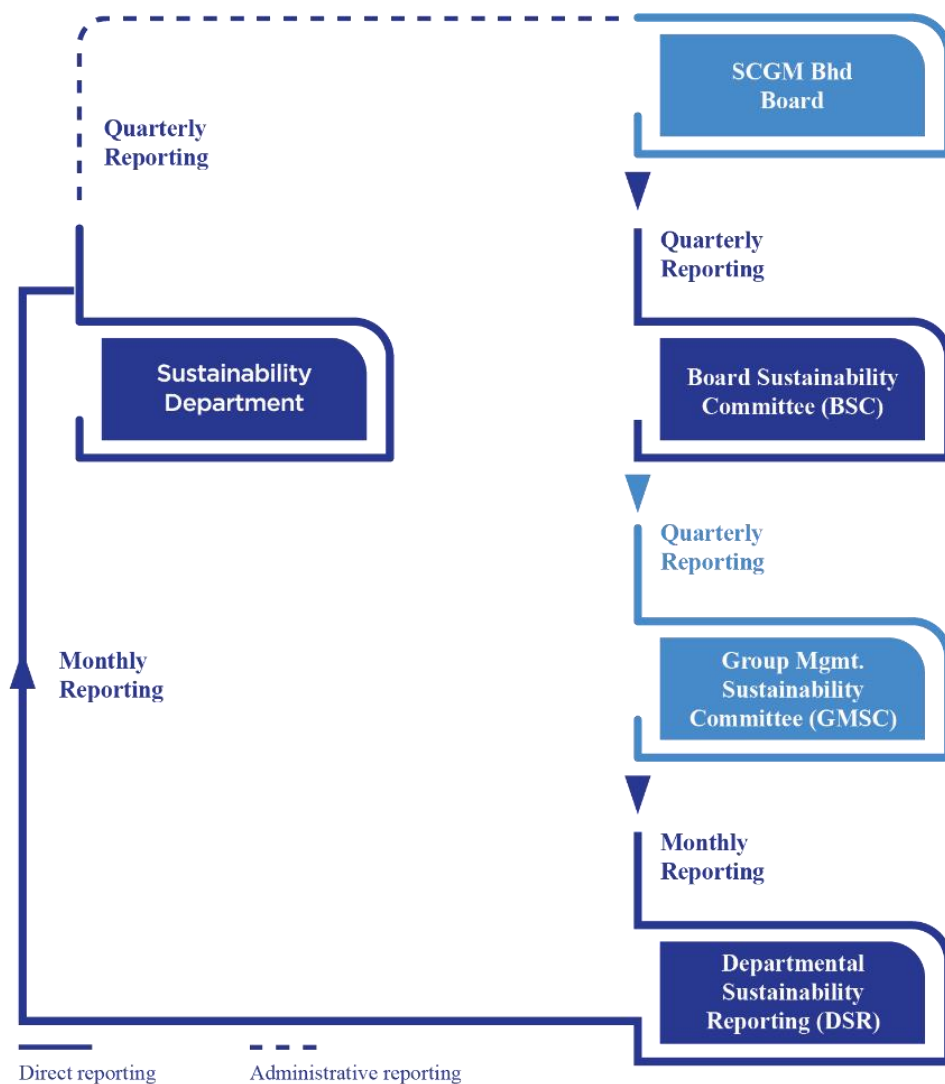 SCGM Bhd
Board
Quarterly
Reporting
Quarterly
Reporting
Sustainability
Department
Board Sustainability
Committee (BSC)
Quarterly
Reporting
Monthly
Reporting
Group Mgmt.
Sustainability
Committee (GMSC)
Monthly
Reporting
Departmental
Sustainability
Reporting (DSR)
Direct reporting
Administrative reporting